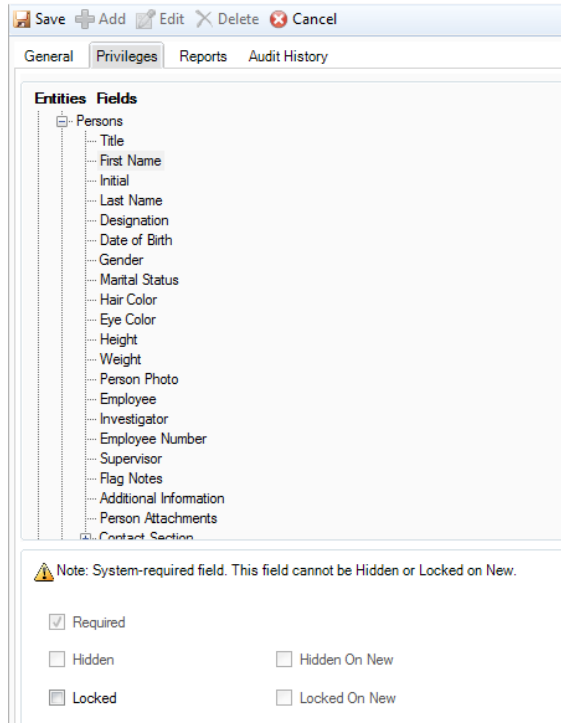 Save Add Edit Delete Cancel
General Privileges Reports Audit History
Entities Fields
Persons
Title
First Name
Initial
Last Name
Designation
Date of Birth
Gender
Marital Status
Hair Color
Eye Color
Height
Weight
Person Photo
Employee
Investigator
Employee Number
Supervisor
Flag Notes
Additional Information
Person Attachments
Contact Section
Note: System-required field. This field cannot be Hidden or Locked on New.
Required
Hidden Hidden On New
Locked Locked On New